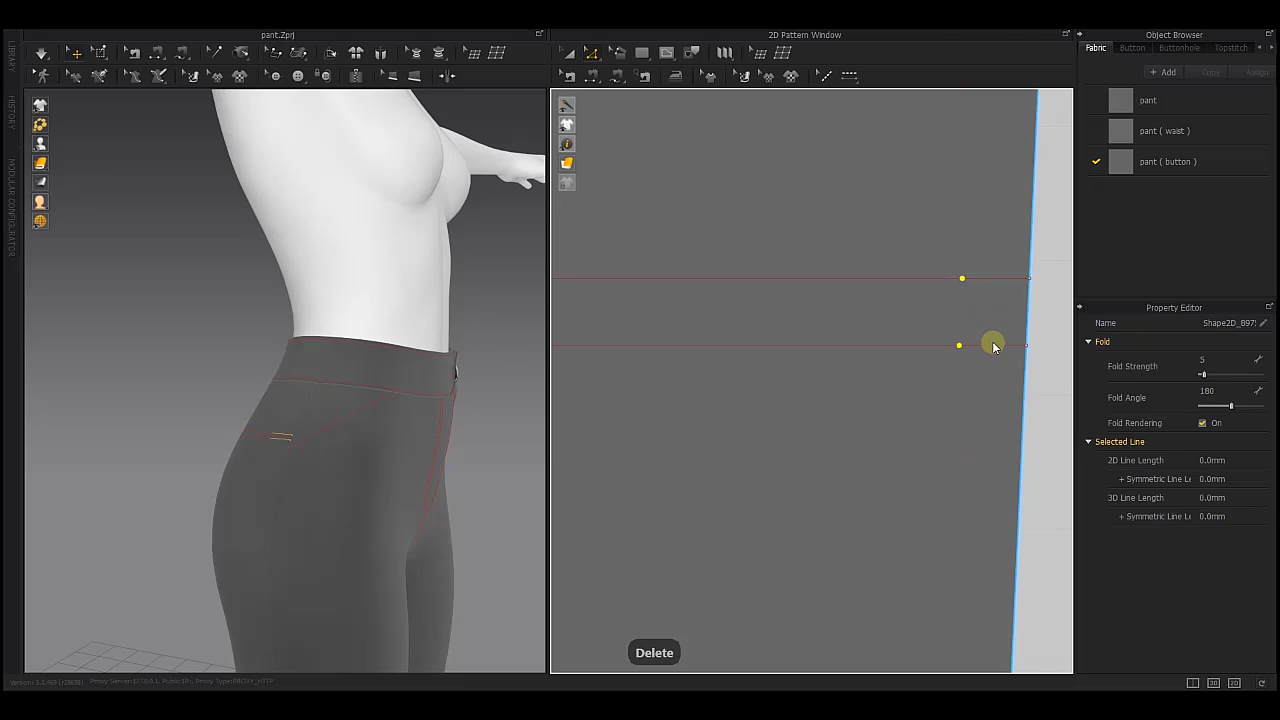 pant.Zprj
2D Pattern Window
Object Browser
LIBRARY
HISTORY
MODULAR CONFIGURATOR
Fabric
Button
Buttonhole
Topstitch
+ Add
Copy
Assign
pant
pant ( waist )
pant ( button )
Property Editor
Name
Shape2D_897
Fold
Fold Strength
5
Fold Angle
180
Fold Rendering
On
Selected Line
2D Line Length
0.0mm
+ Symmetric Line L
0.0mm
3D Line Length
0.0mm
+ Symmetric Line L
0.0mm
Delete
3D
2D